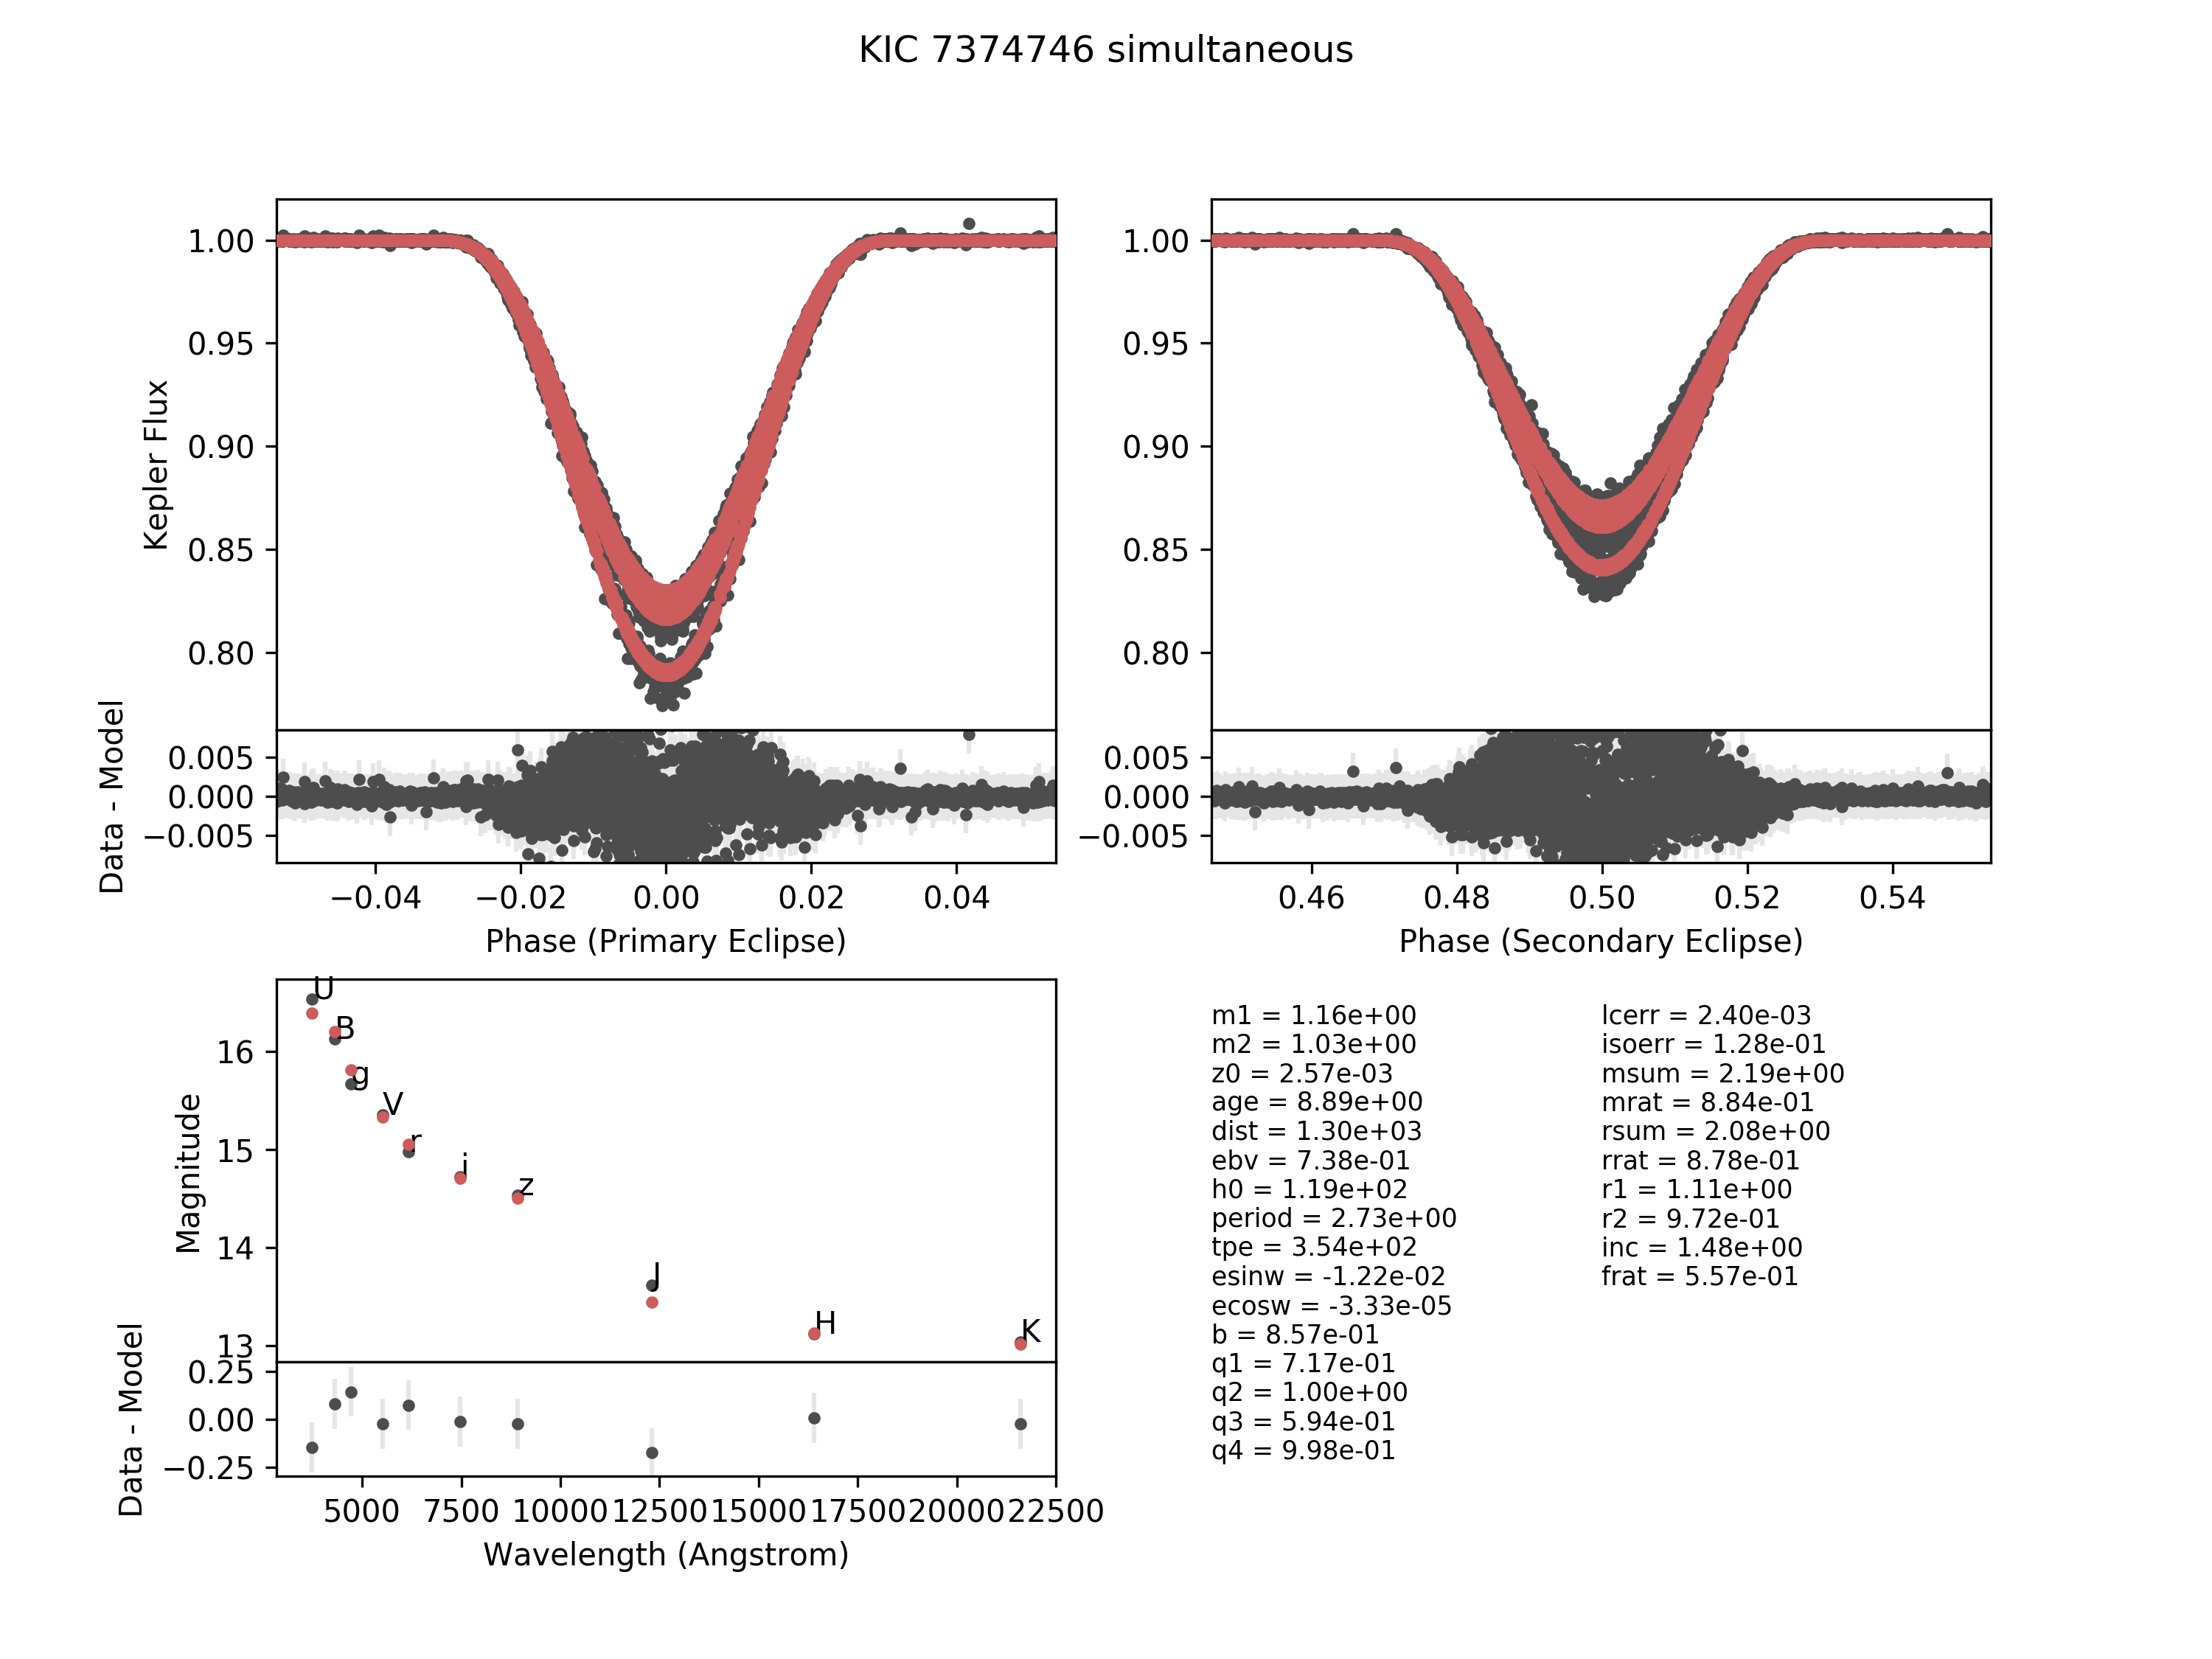 KIC 7374746 simultaneous
Kepler Flux
1.00
0.95
0.90
0.85
0.80
1.00
0.95
0.90
0.85
0.80
Data - Model
0.005
0.000
−0.005
0.005
0.000
−0.005
−0.04 −0.02 0.00 0.02 0.04
Phase (Primary Eclipse)
0.46 0.48 0.50 0.52 0.54
Phase (Secondary Eclipse)
Magnitude
16
15
14
13
U
B
g
V
r
i
z
J
H
K
Data - Model
0.25
0.00
−0.25
5000 7500 10000 12500 15000 17500 20000 22500
Wavelength (Angstrom)
m1 = 1.16e+00
m2 = 1.03e+00
z0 = 2.57e-03
age = 8.89e+00
dist = 1.30e+03
ebv = 7.38e-01
h0 = 1.19e+02
period = 2.73e+00
tpe = 3.54e+02
esinw = -1.22e-02
ecosw = -3.33e-05
b = 8.57e-01
q1 = 7.17e-01
q2 = 1.00e+00
q3 = 5.94e-01
q4 = 9.98e-01
lcerr = 2.40e-03
isoerr = 1.28e-01
msum = 2.19e+00
mrat = 8.84e-01
rsum = 2.08e+00
rrat = 8.78e-01
r1 = 1.11e+00
r2 = 9.72e-01
inc = 1.48e+00
frat = 5.57e-01